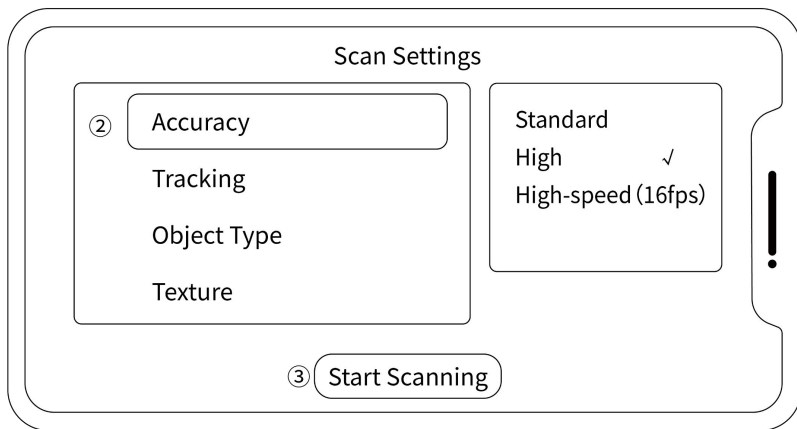 Scan Settings
② Accuracy
Tracking
Object Type
Texture
Standard
High √
High-speed (16fps)
③ Start Scanning